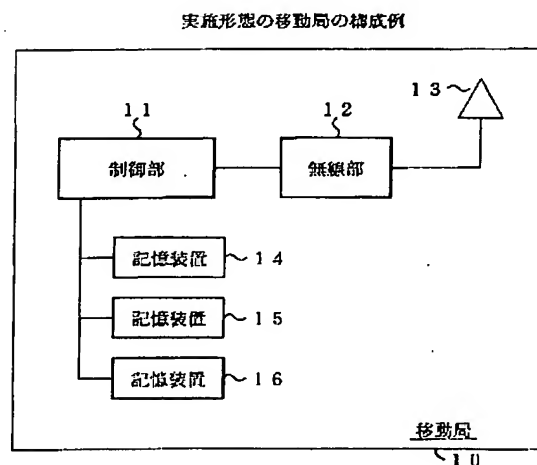 実施形態の移動局の構成例
11
12
13
制御部
無線部
記憶装置
14
記憶装置
15
記憶装置
16
移動局
10